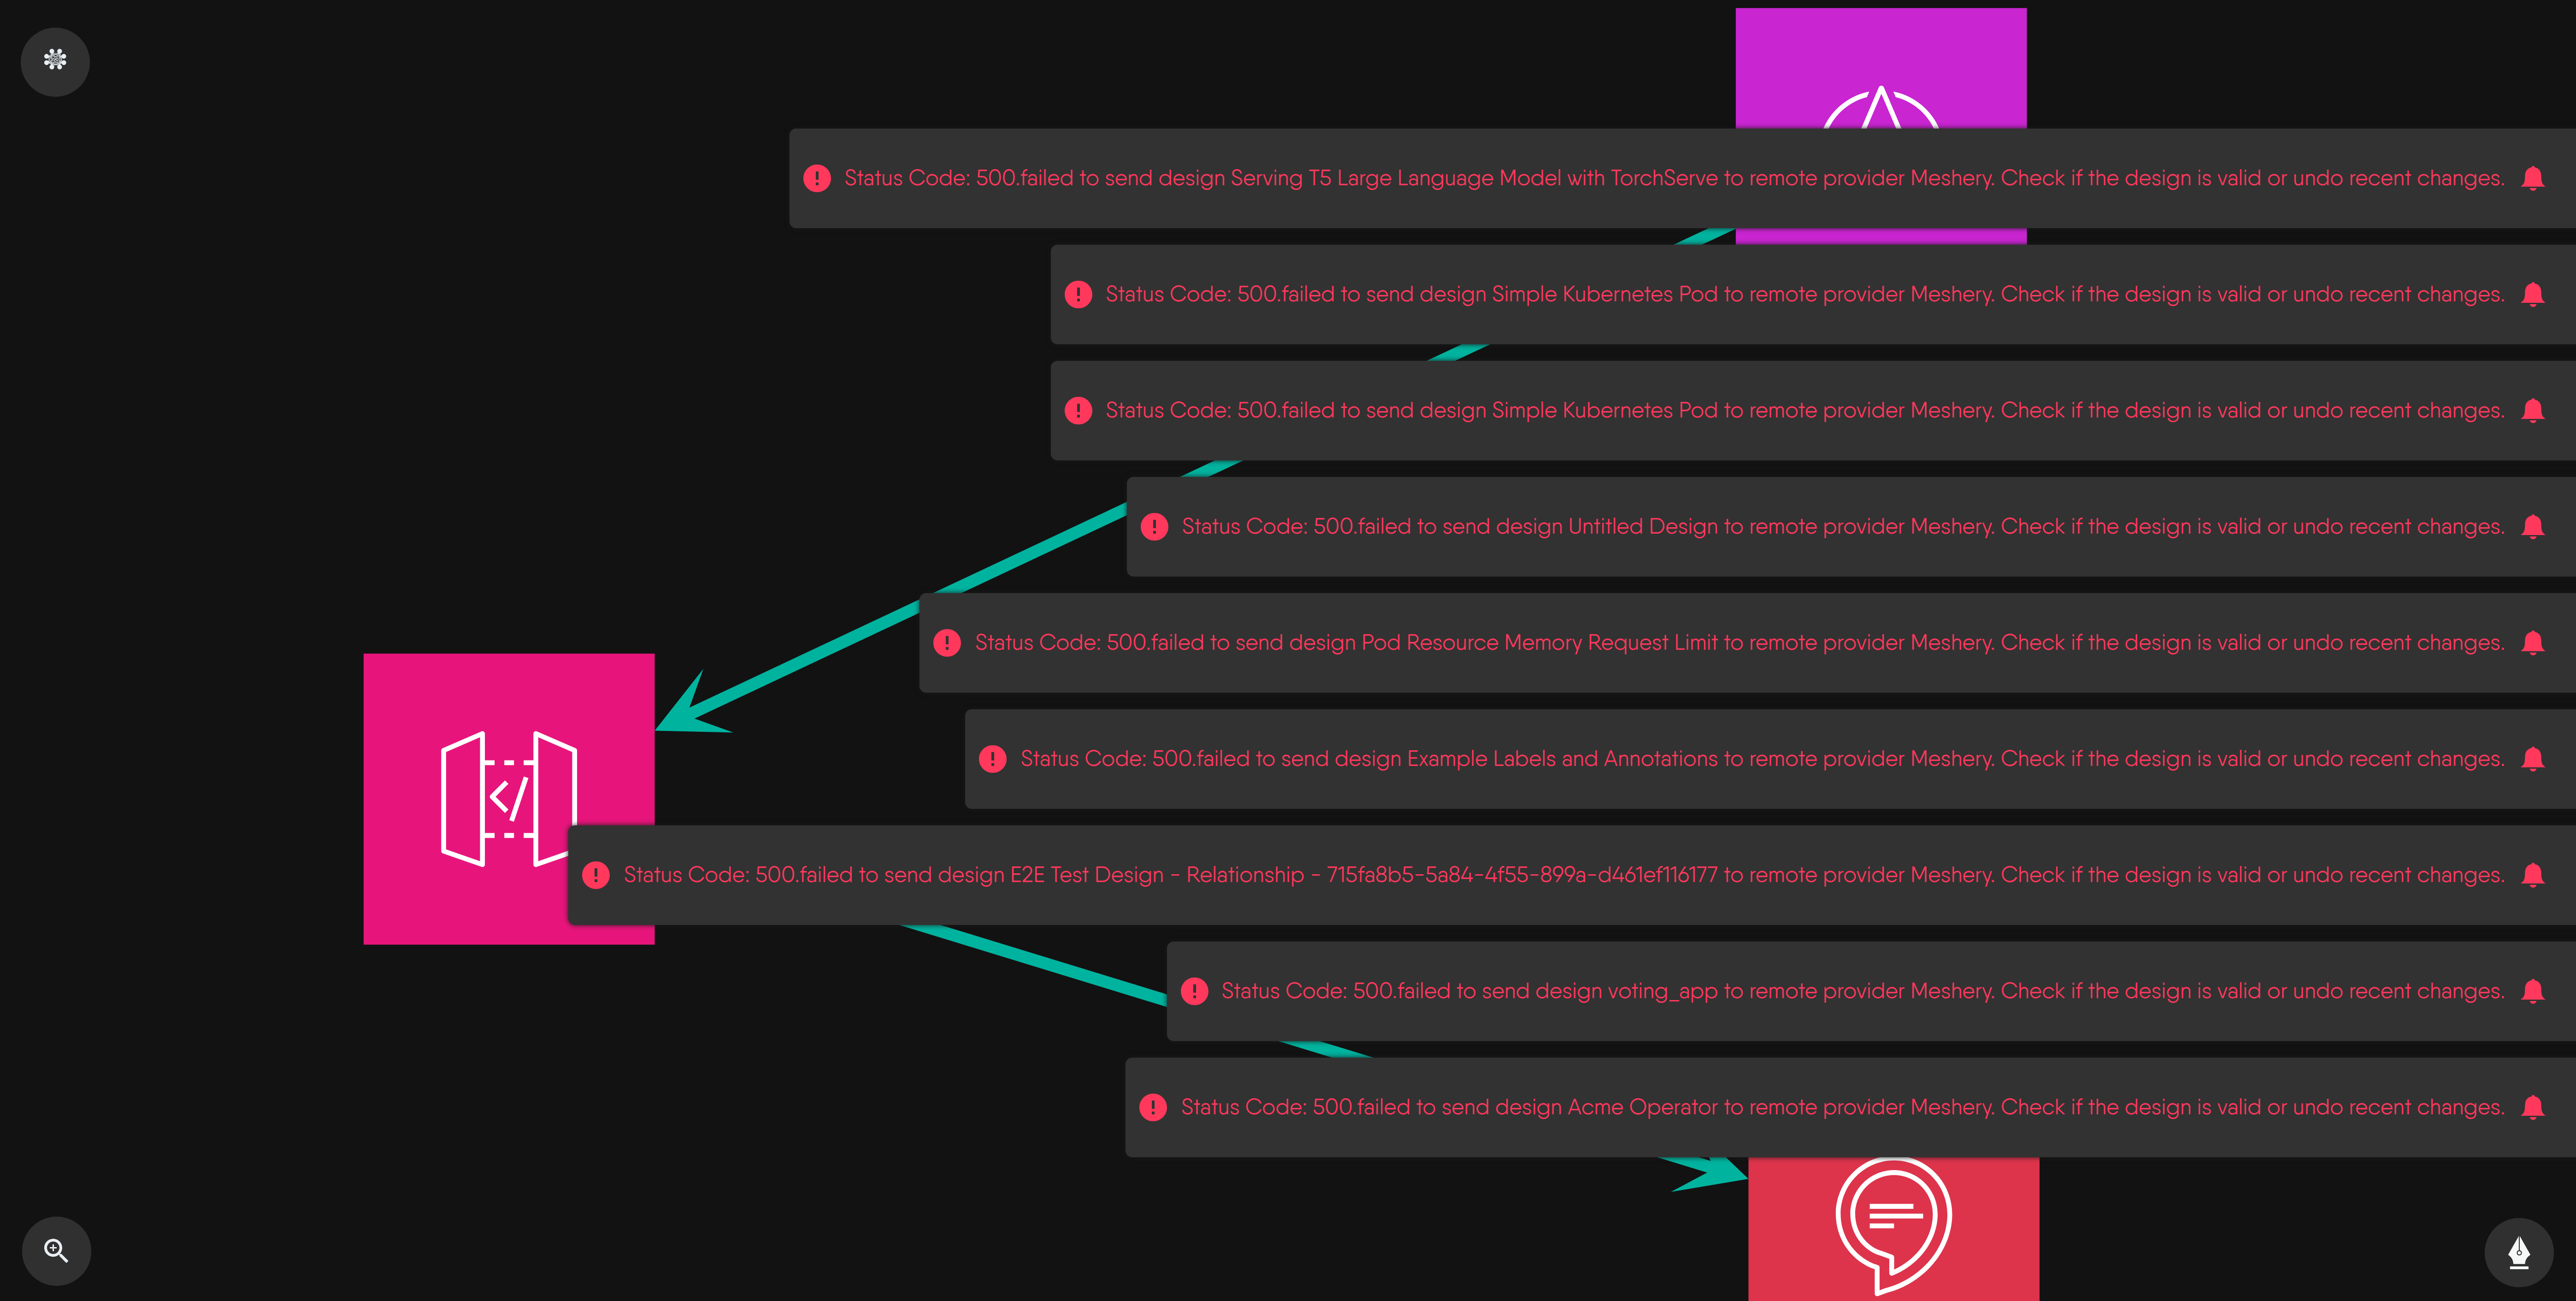 Status Code: 500.failed to send design Serving T5 Large Language Model with TorchServe to remote provider Meshery. Check if the design is valid or undo recent changes.
Status Code: 500.failed to send design Simple Kubernetes Pod to remote provider Meshery. Check if the design is valid or undo recent changes.
Status Code: 500.failed to send design Simple Kubernetes Pod to remote provider Meshery. Check if the design is valid or undo recent changes.
Status Code: 500.failed to send design Untitled Design to remote provider Meshery. Check if the design is valid or undo recent changes.
Status Code: 500.failed to send design Pod Resource Memory Request Limit to remote provider Meshery. Check if the design is valid or undo recent changes.
Status Code: 500.failed to send design Example Labels and Annotations to remote provider Meshery. Check if the design is valid or undo recent changes.
Status Code: 500.failed to send design E2E Test Design - Relationship - 715fa8b5-5a84-4f55-899a-d461ef116177 to remote provider Meshery. Check if the design is valid or undo recent changes.
Status Code: 500.failed to send design voting_app to remote provider Meshery. Check if the design is valid or undo recent changes.
Status Code: 500.failed to send design Acme Operator to remote provider Meshery. Check if the design is valid or undo recent changes.